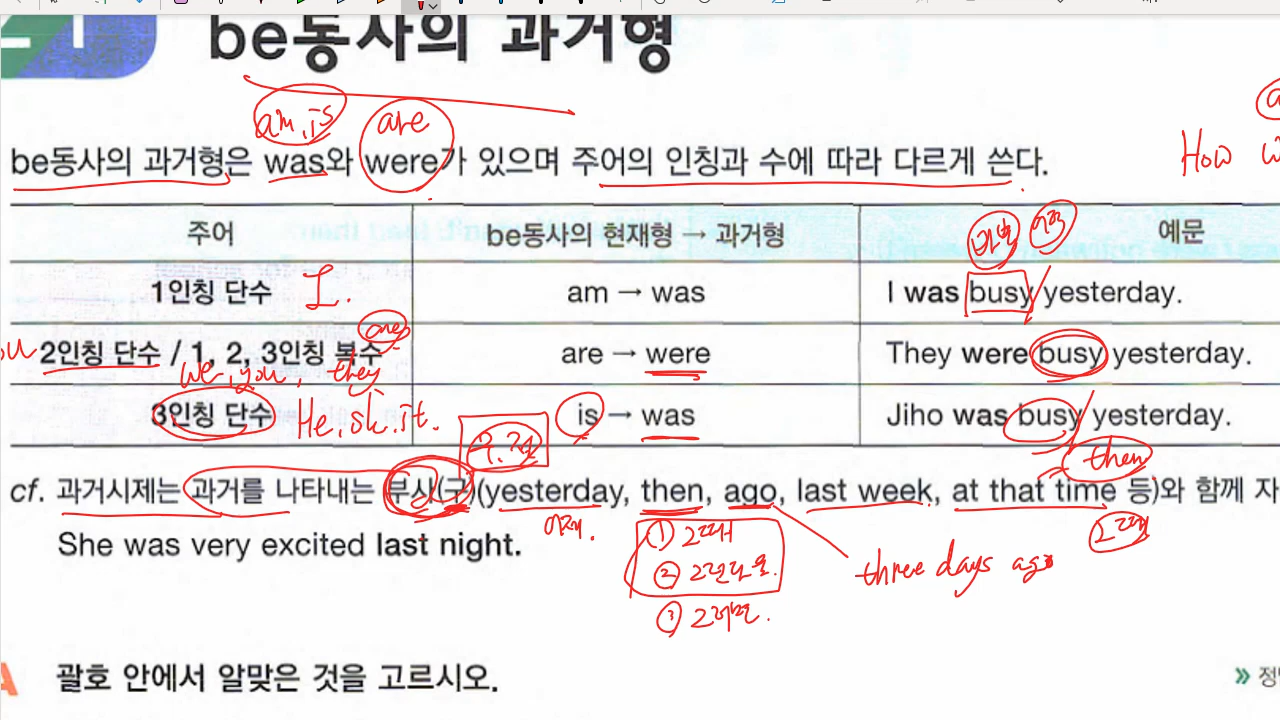 be동사의 과거형
am, is are
How
be동사의 과거형은 was와 were가 있으며 주어의 인칭과 수에 따라 다르게 쓴다.
주어 be동사의 현재형 → 과거형 예문
1인칭 단수 I. am → was I was busy yesterday.
are
2인칭 단수 / 1, 2, 3인칭 복수 are → were They were busy yesterday.
We, you, they
3인칭 단수 He, sh, it. is → was Jiho was busy yesterday.
then
cf. 과거시제는 과거를 나타내는 부사(구)(yesterday, then, ago, last week, at that time 등)와 함께 자
어제. ① 그때 그때
She was very excited last night.
② 그런다음. three days ago
③ 그러면.
A 괄호 안에서 알맞은 것을 고르시오.